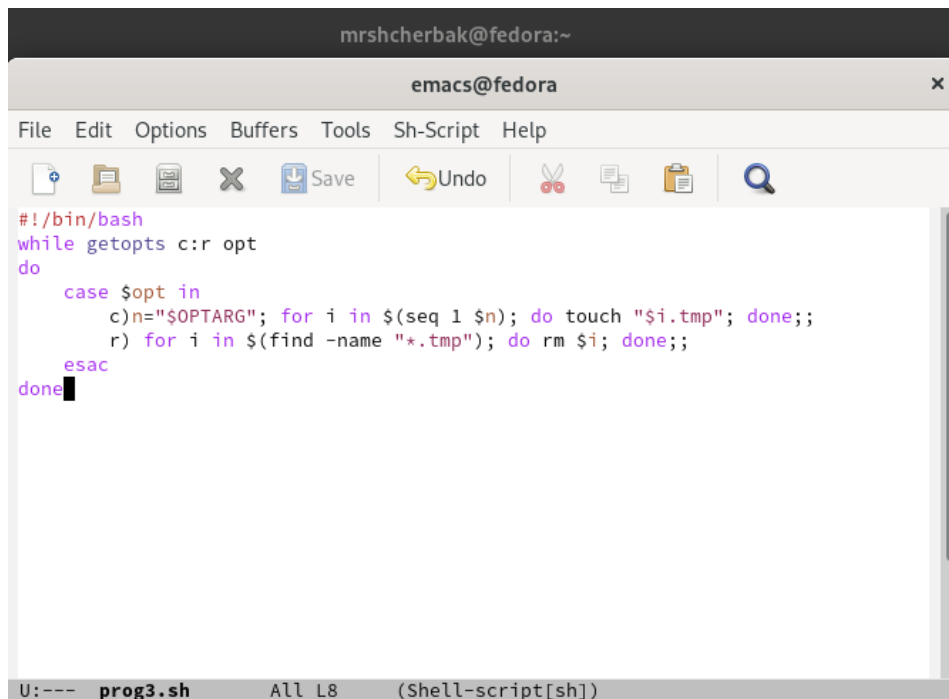 mrshcherbak@fedora:~
emacs@fedora
File Edit Options Buffers Tools Sh-Script Help
Save Undo
#!/bin/bash
while getopts c:r opt
do
    case $opt in
        c)n="$OPTARG"; for i in $(seq 1 $n); do touch "$i.tmp"; done;;
        r) for i in $(find -name "*.tmp"); do rm $i; done;;
    esac
done
U:--- prog3.sh All L8 (Shell-script[sh])